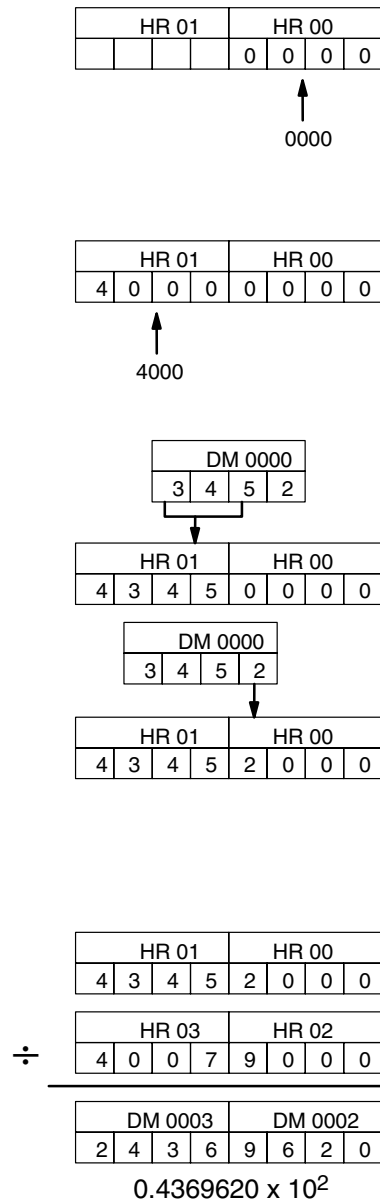 HR 01 HR 00
0 0 0 0
0000
HR 01 HR 00
4 0 0 0 0 0 0 0
4000
DM 0000
3 4 5 2
HR 01 HR 00
4 3 4 5 0 0 0 0
DM 0000
3 4 5 2
HR 01 HR 00
4 3 4 5 2 0 0 0
HR 01 HR 00
4 3 4 5 2 0 0 0
HR 03 HR 02
÷ 4 0 0 7 9 0 0 0
DM 0003 DM 0002
2 4 3 6 9 6 2 0
0.4369620 x 10²